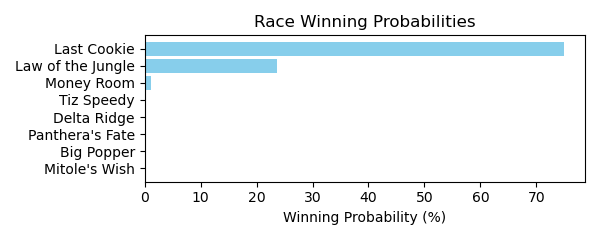 Race Winning Probabilities
Last Cookie
Law of the Jungle
Money Room
Tiz Speedy
Delta Ridge
Panthera's Fate
Big Popper
Mitole's Wish
0 10 20 30 40 50 60 70
Winning Probability (%)